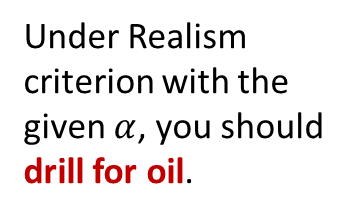 Under Realism
criterion with the
given 𝛼, you should
drill for oil.